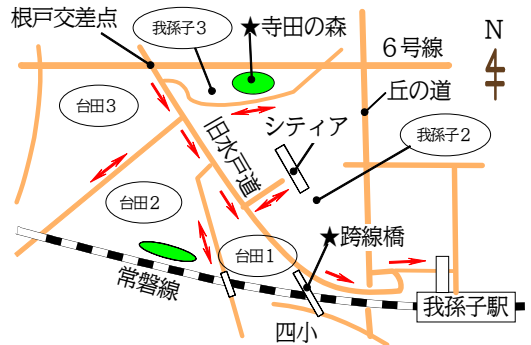 根戸交差点
我孫子3
★寺田の森
6号線
N
台田3
丘の道
シティア
旧水戸道
我孫子2
台田2
台田1
★跨線橋
常磐線
我孫子駅
四小